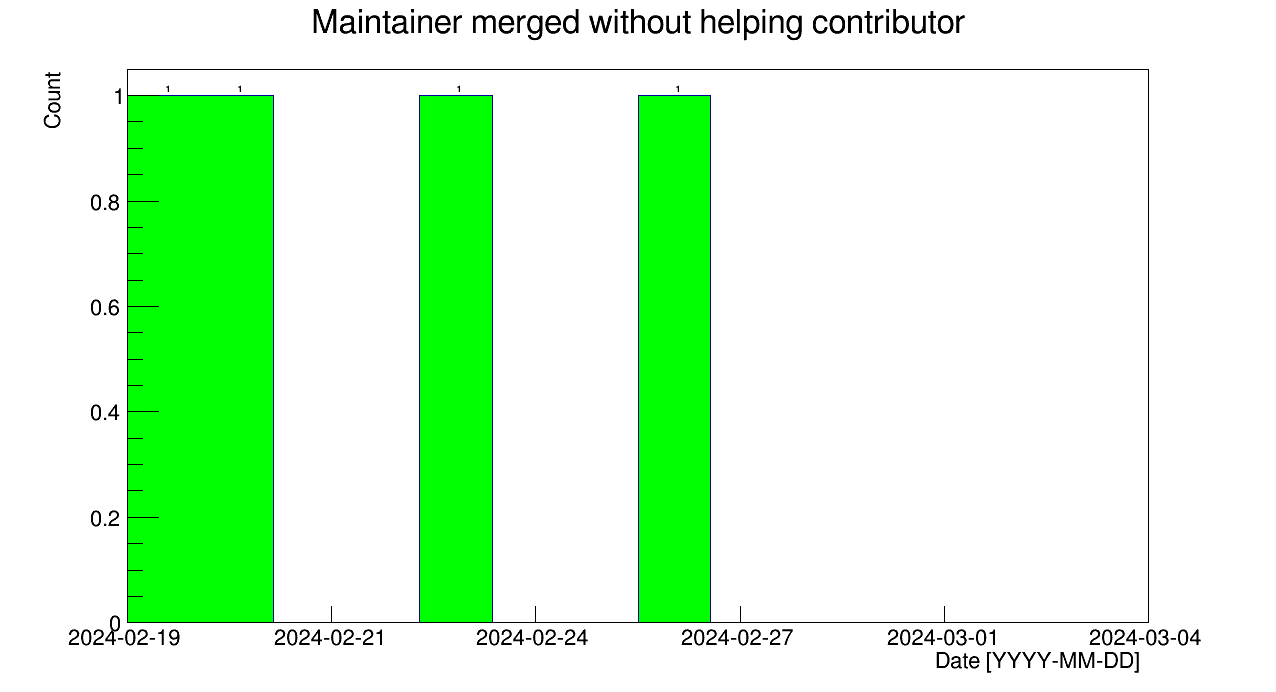 Maintainer merged without helping contributor
Count
1 1 1 1
1
0.8
0.6
0.4
0.2
0
2024-02-19 2024-02-21 2024-02-24 2024-02-27 2024-03-01 2024-03-04
Date [YYYY-MM-DD]